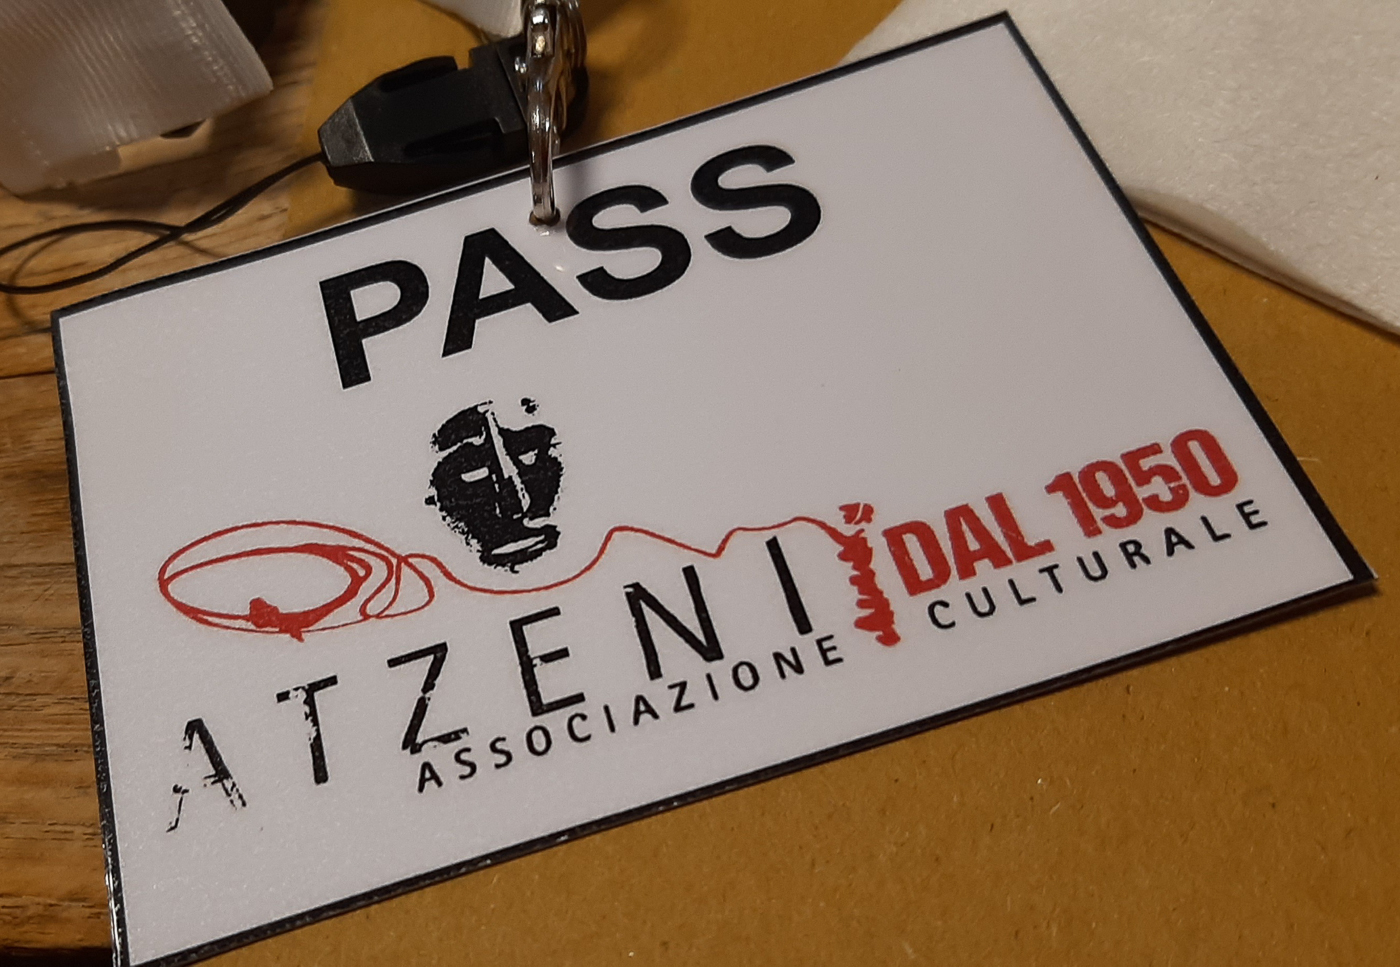 PASS
ATZENI DAL 1950
ASSOCIAZIONE CULTURALE